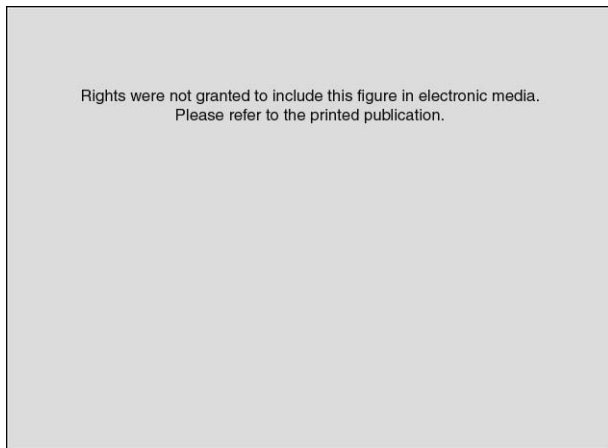 Rights were not granted to include this figure in electronic media.
Please refer to the printed publication.